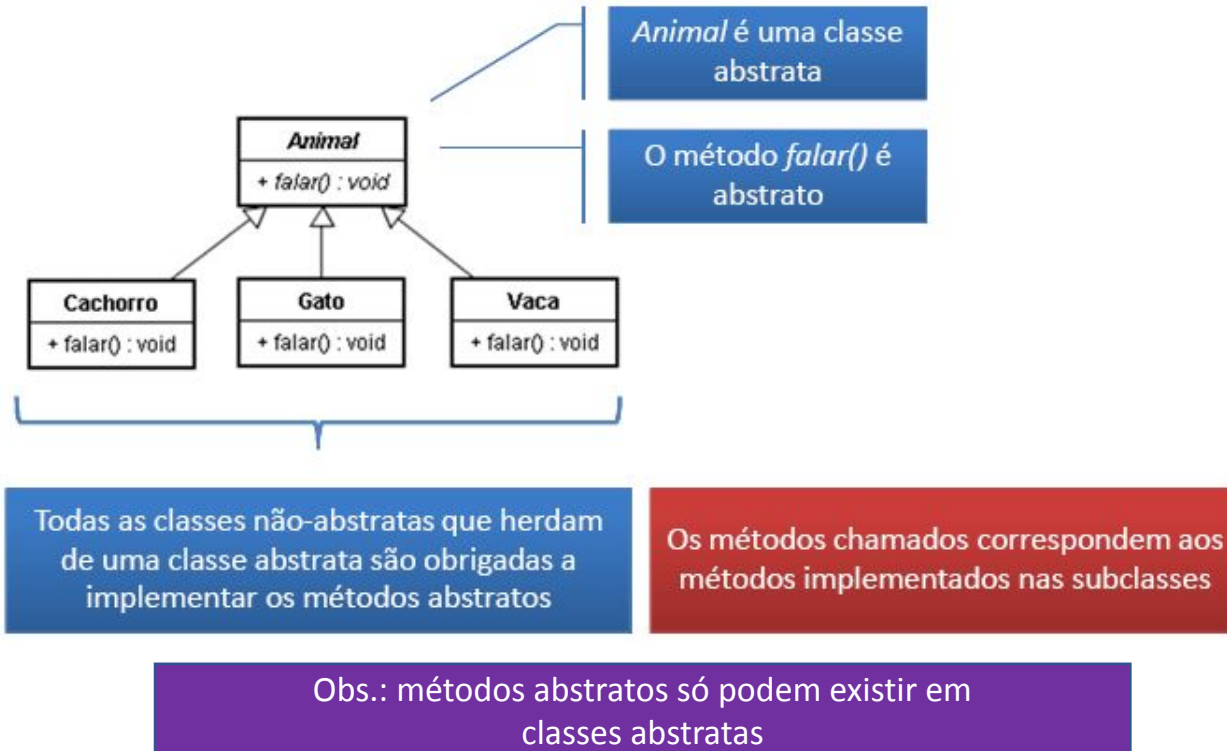 Animal é uma classe
abstrata
Animal
+ falar() : void
O método falar() é
abstrato
Cachorro
+ falar() : void
Gato
+ falar() : void
Vaca
+ falar() : void
Todas as classes não-abstratas que herdam
de uma classe abstrata são obrigadas a
implementar os métodos abstratos
Os métodos chamados correspondem aos
métodos implementados nas subclasses
Obs.: métodos abstratos só podem existir em
classes abstratas